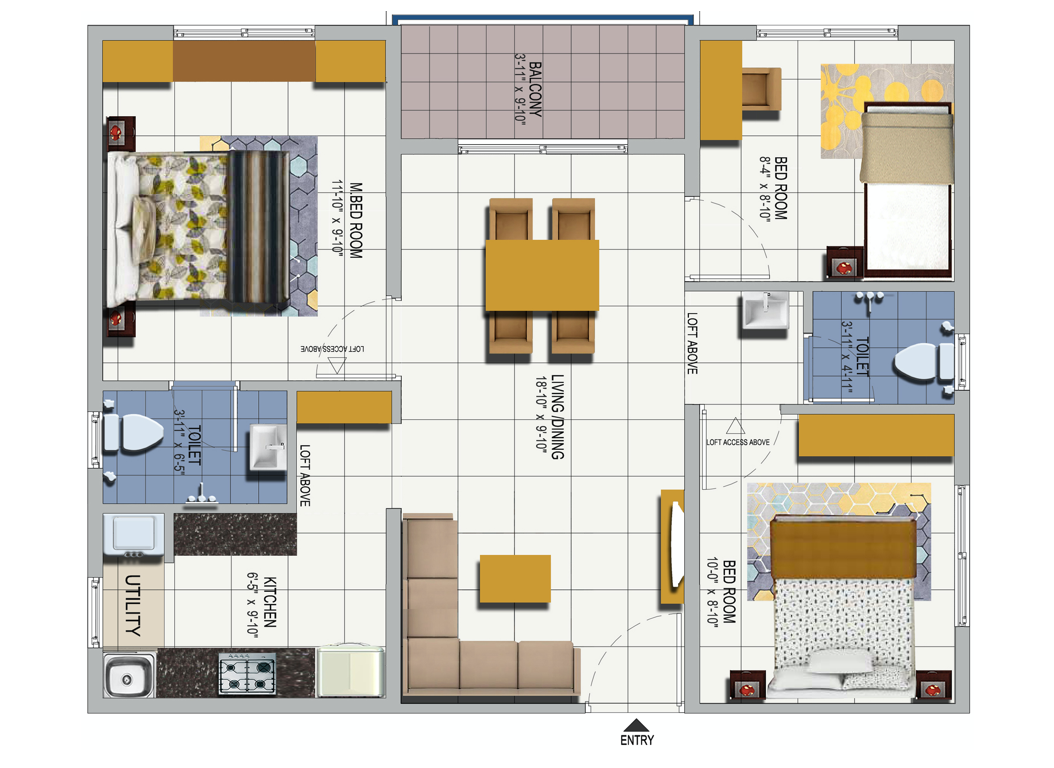 BALCONY
3'-11" x 9'-10"
M.BED ROOM
11'-10" x 9'-10"
BED ROOM
8'-4" x 8'-10"
LOFT ACCESS ABOVE
LOFT ABOVE
TOILET
3'-11" x 4'-11"
LIVING /DINING
18'-10" x 9'-10"
TOILET
3'-11" x 6'-5"
LOFT ABOVE
LOFT ACCESS ABOVE
BED ROOM
10'-0" x 8'-10"
UTILITY
KITCHEN
6'-5" x 9'-10"
ENTRY